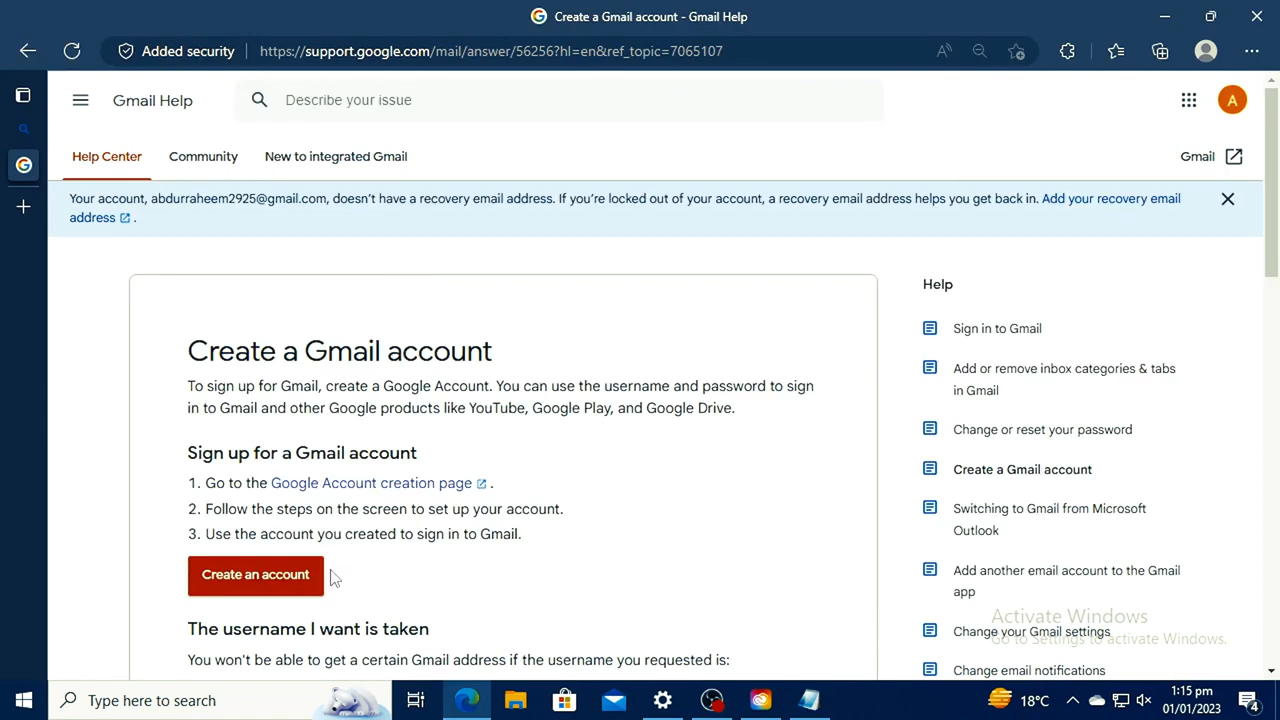 Create a Gmail account - Gmail Help
Added security
https://support.google.com/mail/answer/56256?hl=en&ref_topic=7065107
Gmail Help
Describe your issue
A
Help Center
Community
New to integrated Gmail
Gmail
Your account, abdurraheem2925@gmail.com, doesn't have a recovery email address. If you're locked out of your account, a recovery email address helps you get back in. Add your recovery email
address .
Create a Gmail account
To sign up for Gmail, create a Google Account. You can use the username and password to sign
in to Gmail and other Google products like YouTube, Google Play, and Google Drive.
Sign up for a Gmail account
1. Go to the Google Account creation page .
2. Follow the steps on the screen to set up your account.
3. Use the account you created to sign in to Gmail.
Create an account
The username I want is taken
You won't be able to get a certain Gmail address if the username you requested is:
Help
Sign in to Gmail
Add or remove inbox categories & tabs
in Gmail
Change or reset your password
Create a Gmail account
Switching to Gmail from Microsoft
Outlook
Add another email account to the Gmail
app
Change your Gmail settings
Change email notifications
Activate Windows
Go to Settings to activate Windows.
Type here to search
18°C
1:15 pm
01/01/2023
4